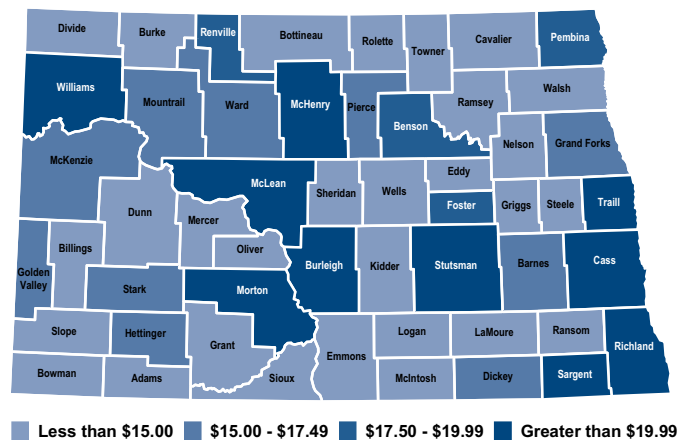 Divide
Burke
Renville
Bottineau
Rolette
Towner
Cavalier
Pembina
Williams
Mountrail
Ward
McHenry
Pierce
Benson
Ramsey
Walsh
Nelson
Grand Forks
McKenzie
Dunn
McLean
Mercer
Oliver
Sheridan
Wells
Eddy
Foster
Griggs
Steele
Traill
Golden
Valley
Billings
Stark
Morton
Burleigh
Kidder
Stutsman
Barnes
Cass
Slope
Hettinger
Grant
Sioux
Emmons
Logan
LaMoure
Ransom
Richland
Bowman
Adams
McIntosh
Dickey
Sargent
Less than $15.00
$15.00 - $17.49
$17.50 - $19.99
Greater than $19.99